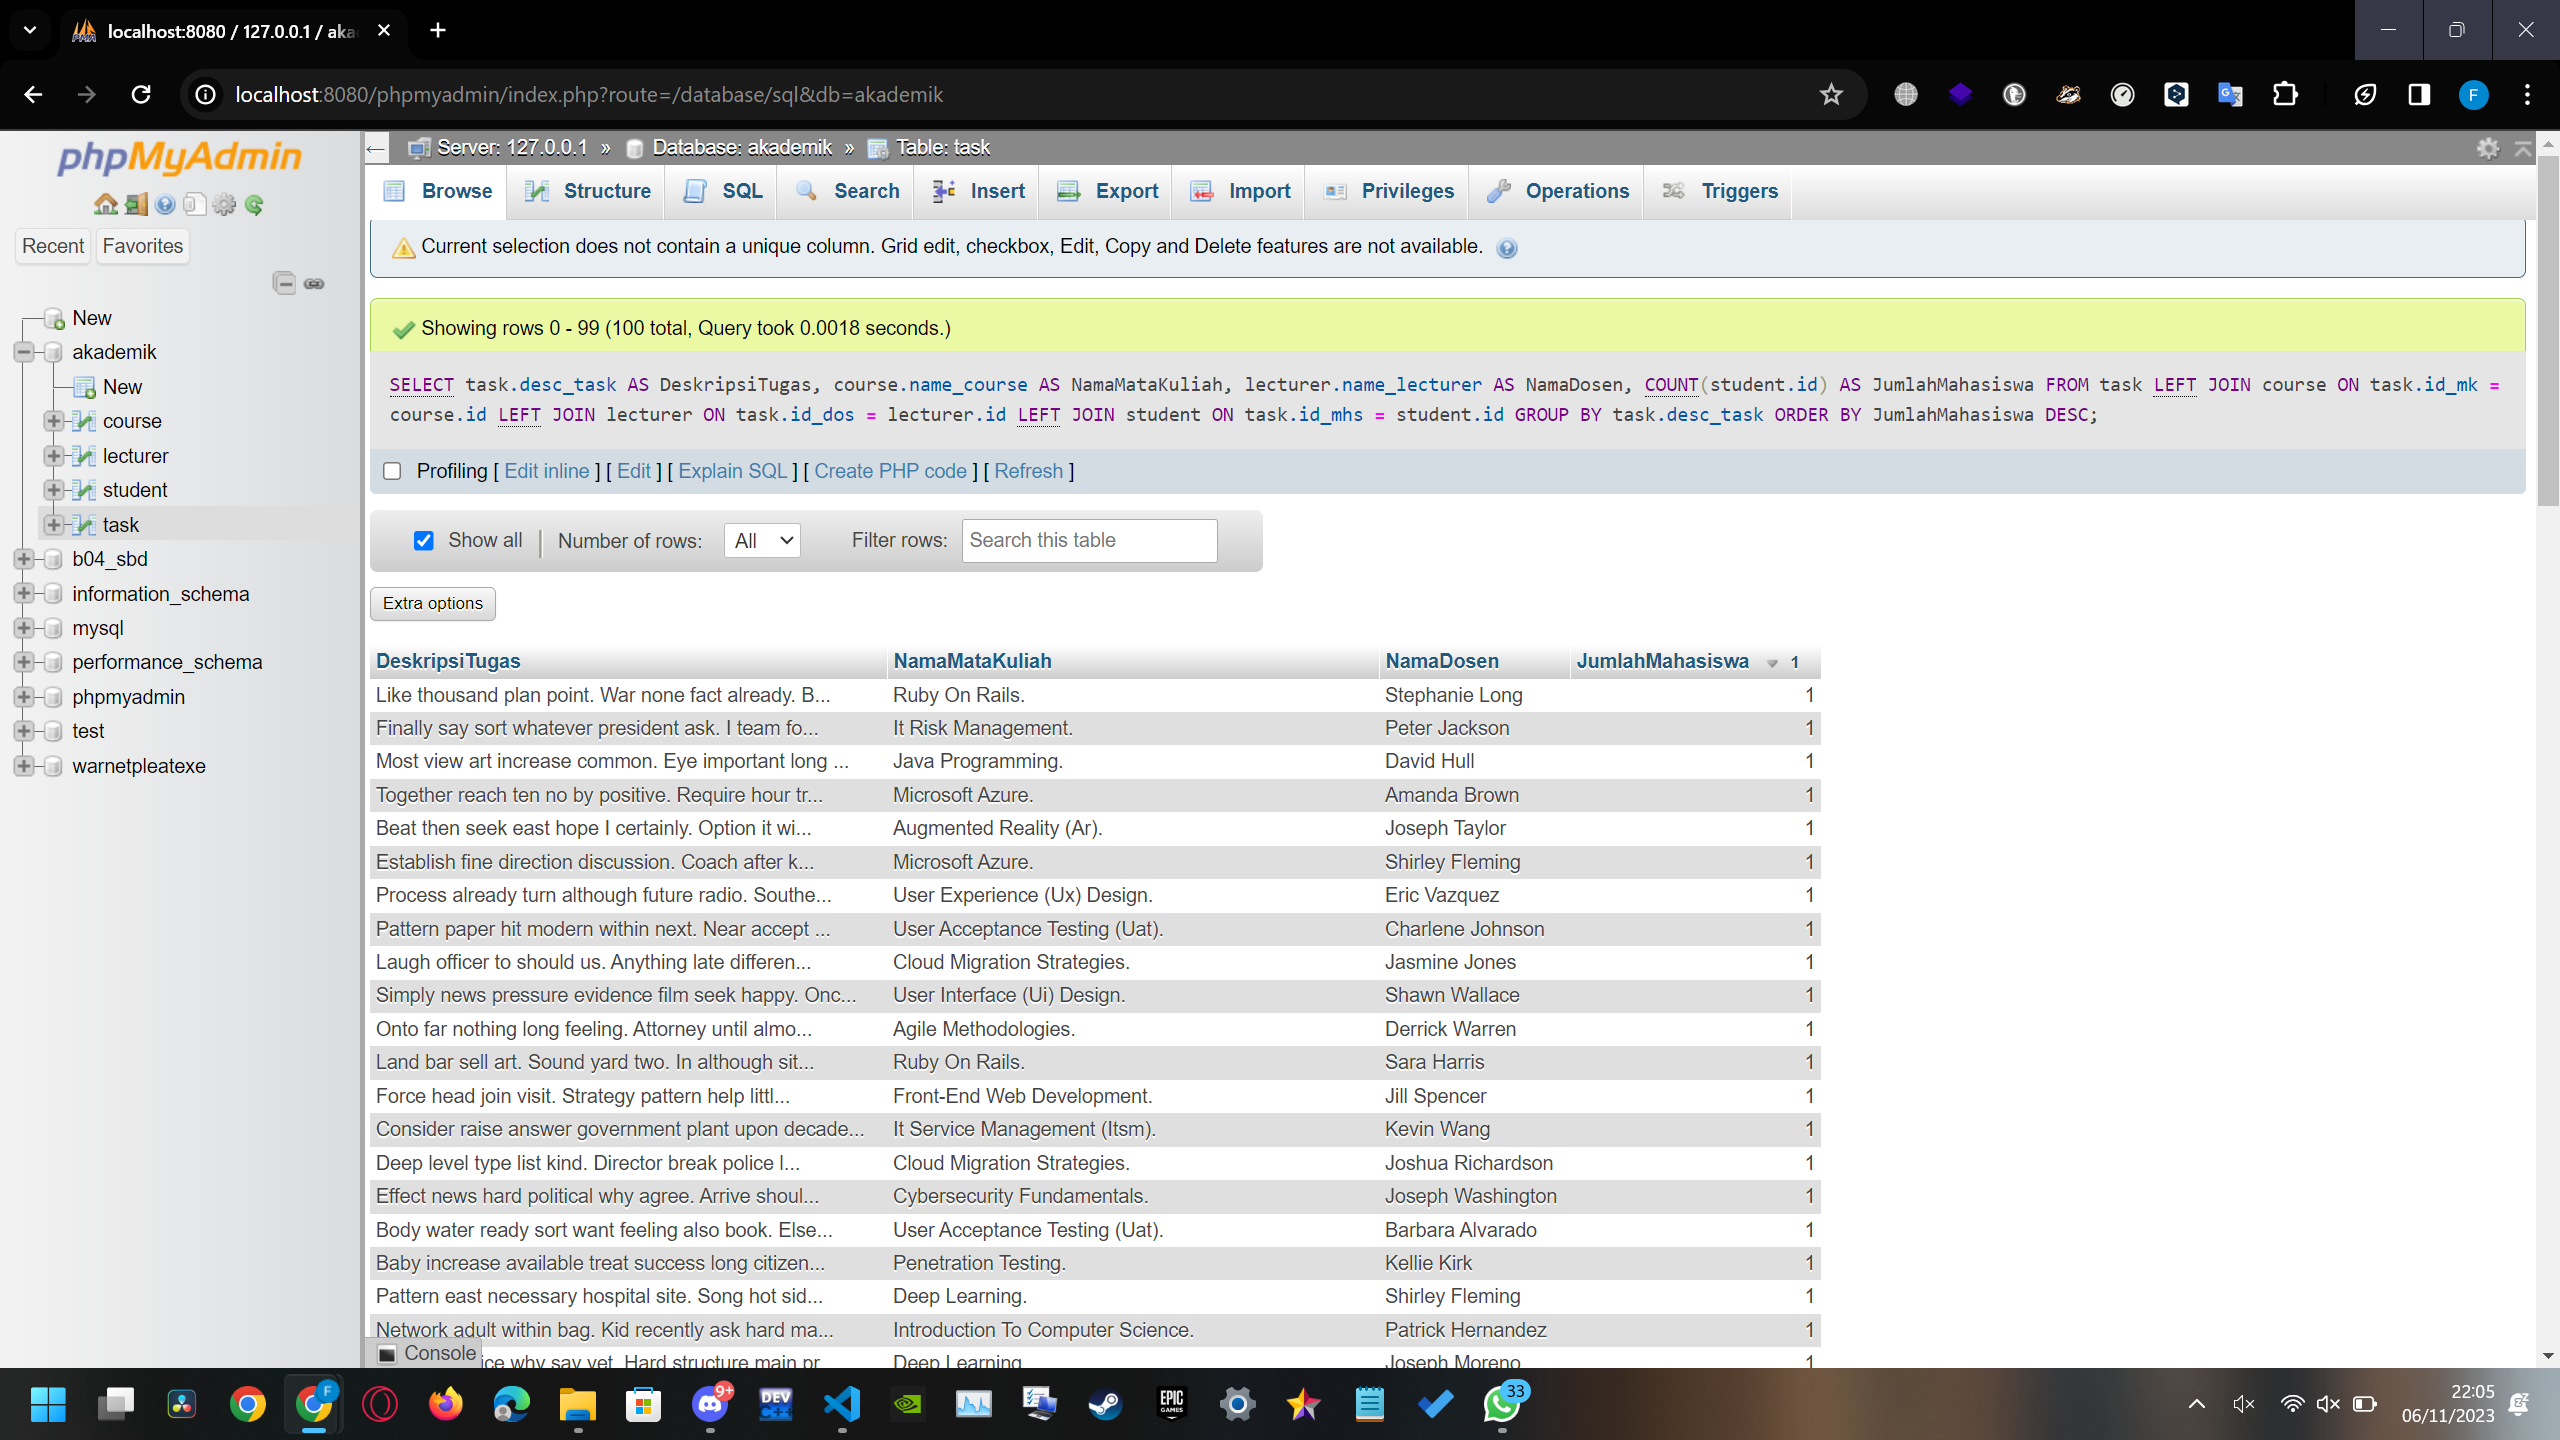 localhost:8080 / 127.0.0.1 / aka
localhost:8080/phpmyadmin/index.php?route=/database/sql&db=akademik
F
phpMyAdmin
Recent
Favorites
New
akademik
New
course
lecturer
student
task
b04_sbd
information_schema
mysql
performance_schema
phpmyadmin
test
warnetpleatexe
Server: 127.0.0.1 » Database: akademik » Table: task
Browse Structure SQL Search Insert Export Import Privileges Operations Triggers
Current selection does not contain a unique column. Grid edit, checkbox, Edit, Copy and Delete features are not available.
Showing rows 0 - 99 (100 total, Query took 0.0018 seconds.)
SELECT task.desc_task AS DeskripsiTugas, course.name_course AS NamaMataKuliah, lecturer.name_lecturer AS NamaDosen, COUNT(student.id) AS JumlahMahasiswa FROM task LEFT JOIN course ON task.id_mk =
course.id LEFT JOIN lecturer ON task.id_dos = lecturer.id LEFT JOIN student ON task.id_mhs = student.id GROUP BY task.desc_task ORDER BY JumlahMahasiswa DESC;
Profiling [ Edit inline ] [ Edit ] [ Explain SQL ] [ Create PHP code ] [ Refresh ]
Show all Number of rows: All Filter rows: Search this table
Extra options
DeskripsiTugas NamaMataKuliah NamaDosen JumlahMahasiswa 1
Like thousand plan point. War none fact already. B... Ruby On Rails. Stephanie Long 1
Finally say sort whatever president ask. I team fo... It Risk Management. Peter Jackson 1
Most view art increase common. Eye important long ... Java Programming. David Hull 1
Together reach ten no by positive. Require hour tr... Microsoft Azure. Amanda Brown 1
Beat then seek east hope I certainly. Option it wi... Augmented Reality (Ar). Joseph Taylor 1
Establish fine direction discussion. Coach after k... Microsoft Azure. Shirley Fleming 1
Process already turn although future radio. Southe... User Experience (Ux) Design. Eric Vazquez 1
Pattern paper hit modern within next. Near accept ... User Acceptance Testing (Uat). Charlene Johnson 1
Laugh officer to should us. Anything late differen... Cloud Migration Strategies. Jasmine Jones 1
Simply news pressure evidence film seek happy. Onc... User Interface (Ui) Design. Shawn Wallace 1
Onto far nothing long feeling. Attorney until almo... Agile Methodologies. Derrick Warren 1
Land bar sell art. Sound yard two. In although sit... Ruby On Rails. Sara Harris 1
Force head join visit. Strategy pattern help littl... Front-End Web Development. Jill Spencer 1
Consider raise answer government plant upon decade... It Service Management (Itsm). Kevin Wang 1
Deep level type list kind. Director break police l... Cloud Migration Strategies. Joshua Richardson 1
Effect news hard political why agree. Arrive shoul... Cybersecurity Fundamentals. Joseph Washington 1
Body water ready sort want feeling also book. Else... User Acceptance Testing (Uat). Barbara Alvarado 1
Baby increase available treat success long citizen... Penetration Testing. Kellie Kirk 1
Pattern east necessary hospital site. Song hot sid... Deep Learning. Shirley Fleming 1
Network adult within bag. Kid recently ask hard ma... Introduction To Computer Science. Patrick Hernandez 1
ice why say yet. Hard structure main pr Deep Learning Joseph Moreno 1
Console
F
9+
DEV C++
EPIC GAMES
33
22:05
06/11/2023